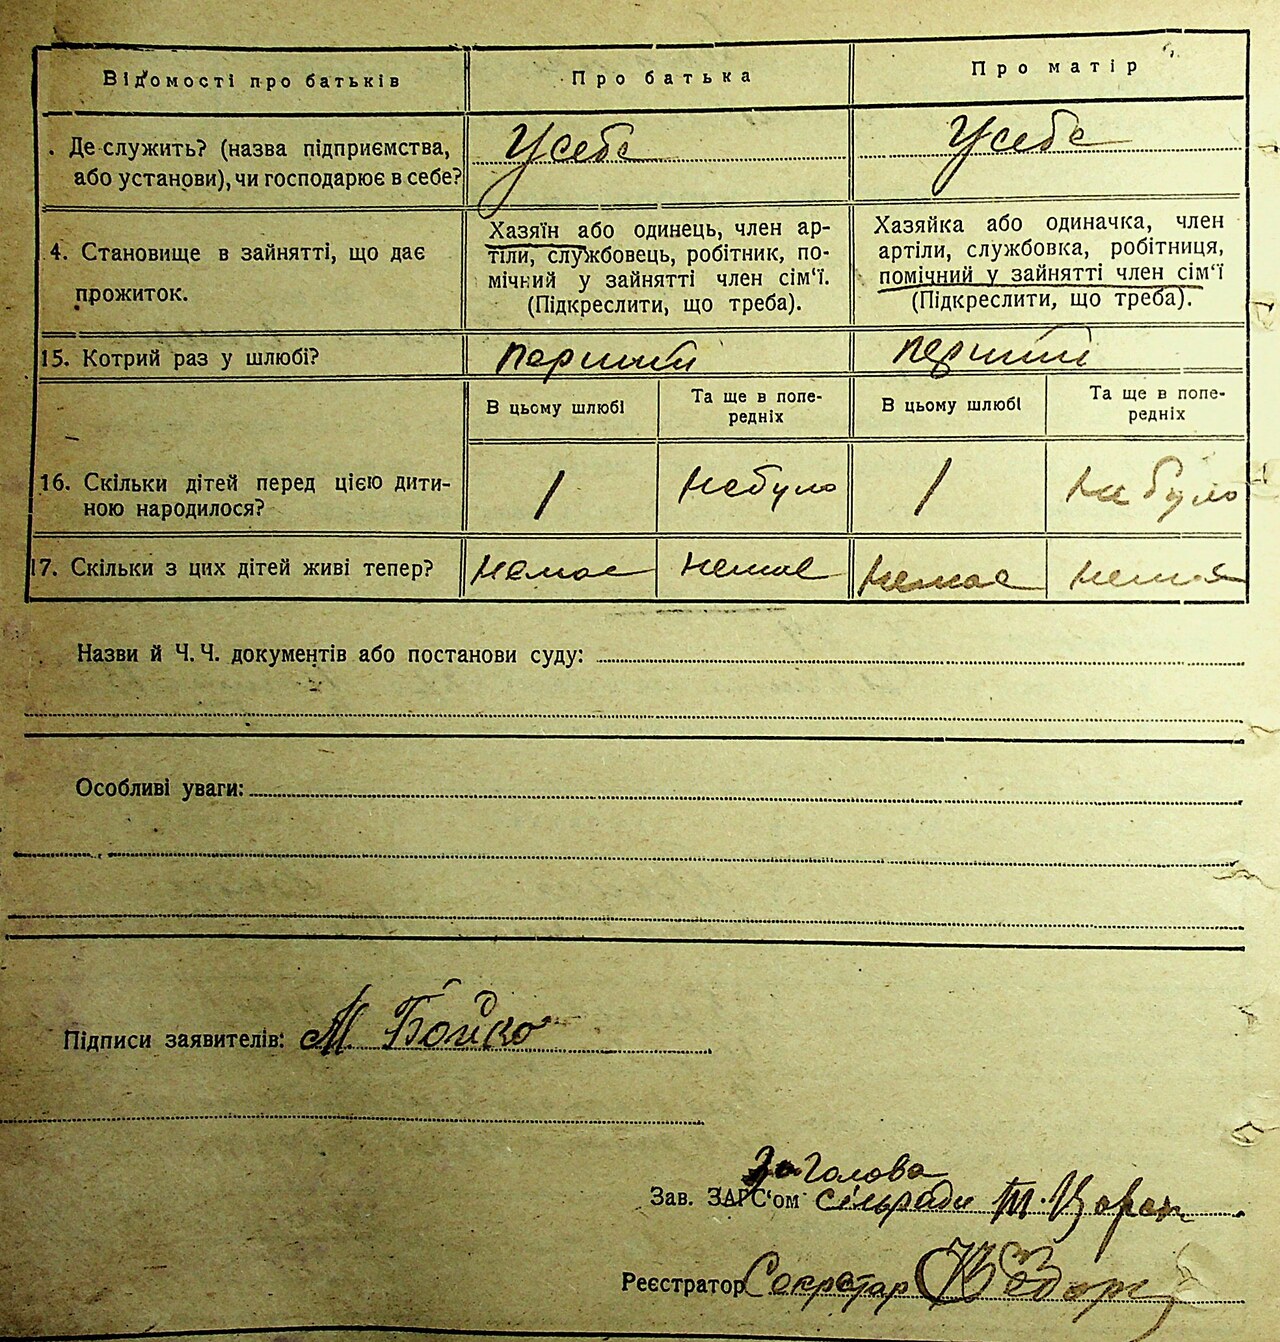 Відомості про батьків Про батька Про матір
. Де служить? (назва підприємства, або установи), чи господарює в себе? Усебе Усебе
4. Становище в зайнятті, що дає прожиток.
Хазяїн або одинець, член ар-
тіли, службовець, робітник, по-
мічний у зайнятті член сім'ї.
(Підкреслити, що треба).
Хазяйка або одиначка, член
артіли, службовка, робітниця,
помічний у зайнятті член сім'ї
(Підкреслити, що треба).
15. Котрий раз у шлюбі? перший перший
В цьому шлюбі Та ще в попе-
редніх В цьому шлюбі Та ще в попе-
редніх
16. Скільки дітей перед цією дити-
ною народилося? 1 небуло 1 небуло
17. Скільки з цих дітей живі тепер? немає немає немає немає
Назви й Ч. Ч. документів або постанови суду:
Особливі уваги:
Підписи заявителів: М. Бойко
За Голова
Зав. ЗАГС'ом сільради Т.
Реєстратор Секретар